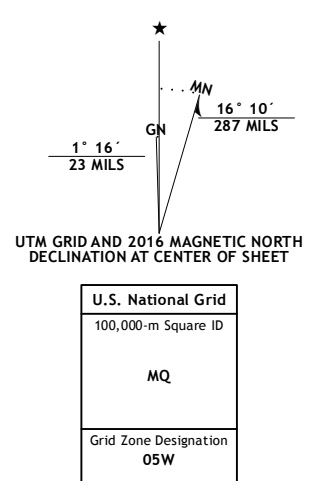 ★
MN
GN
16° 10´
287 MILS
1° 16´
23 MILS
UTM GRID AND 2016 MAGNETIC NORTH
DECLINATION AT CENTER OF SHEET
U.S. National Grid
100,000-m Square ID
MQ
Grid Zone Designation
05W